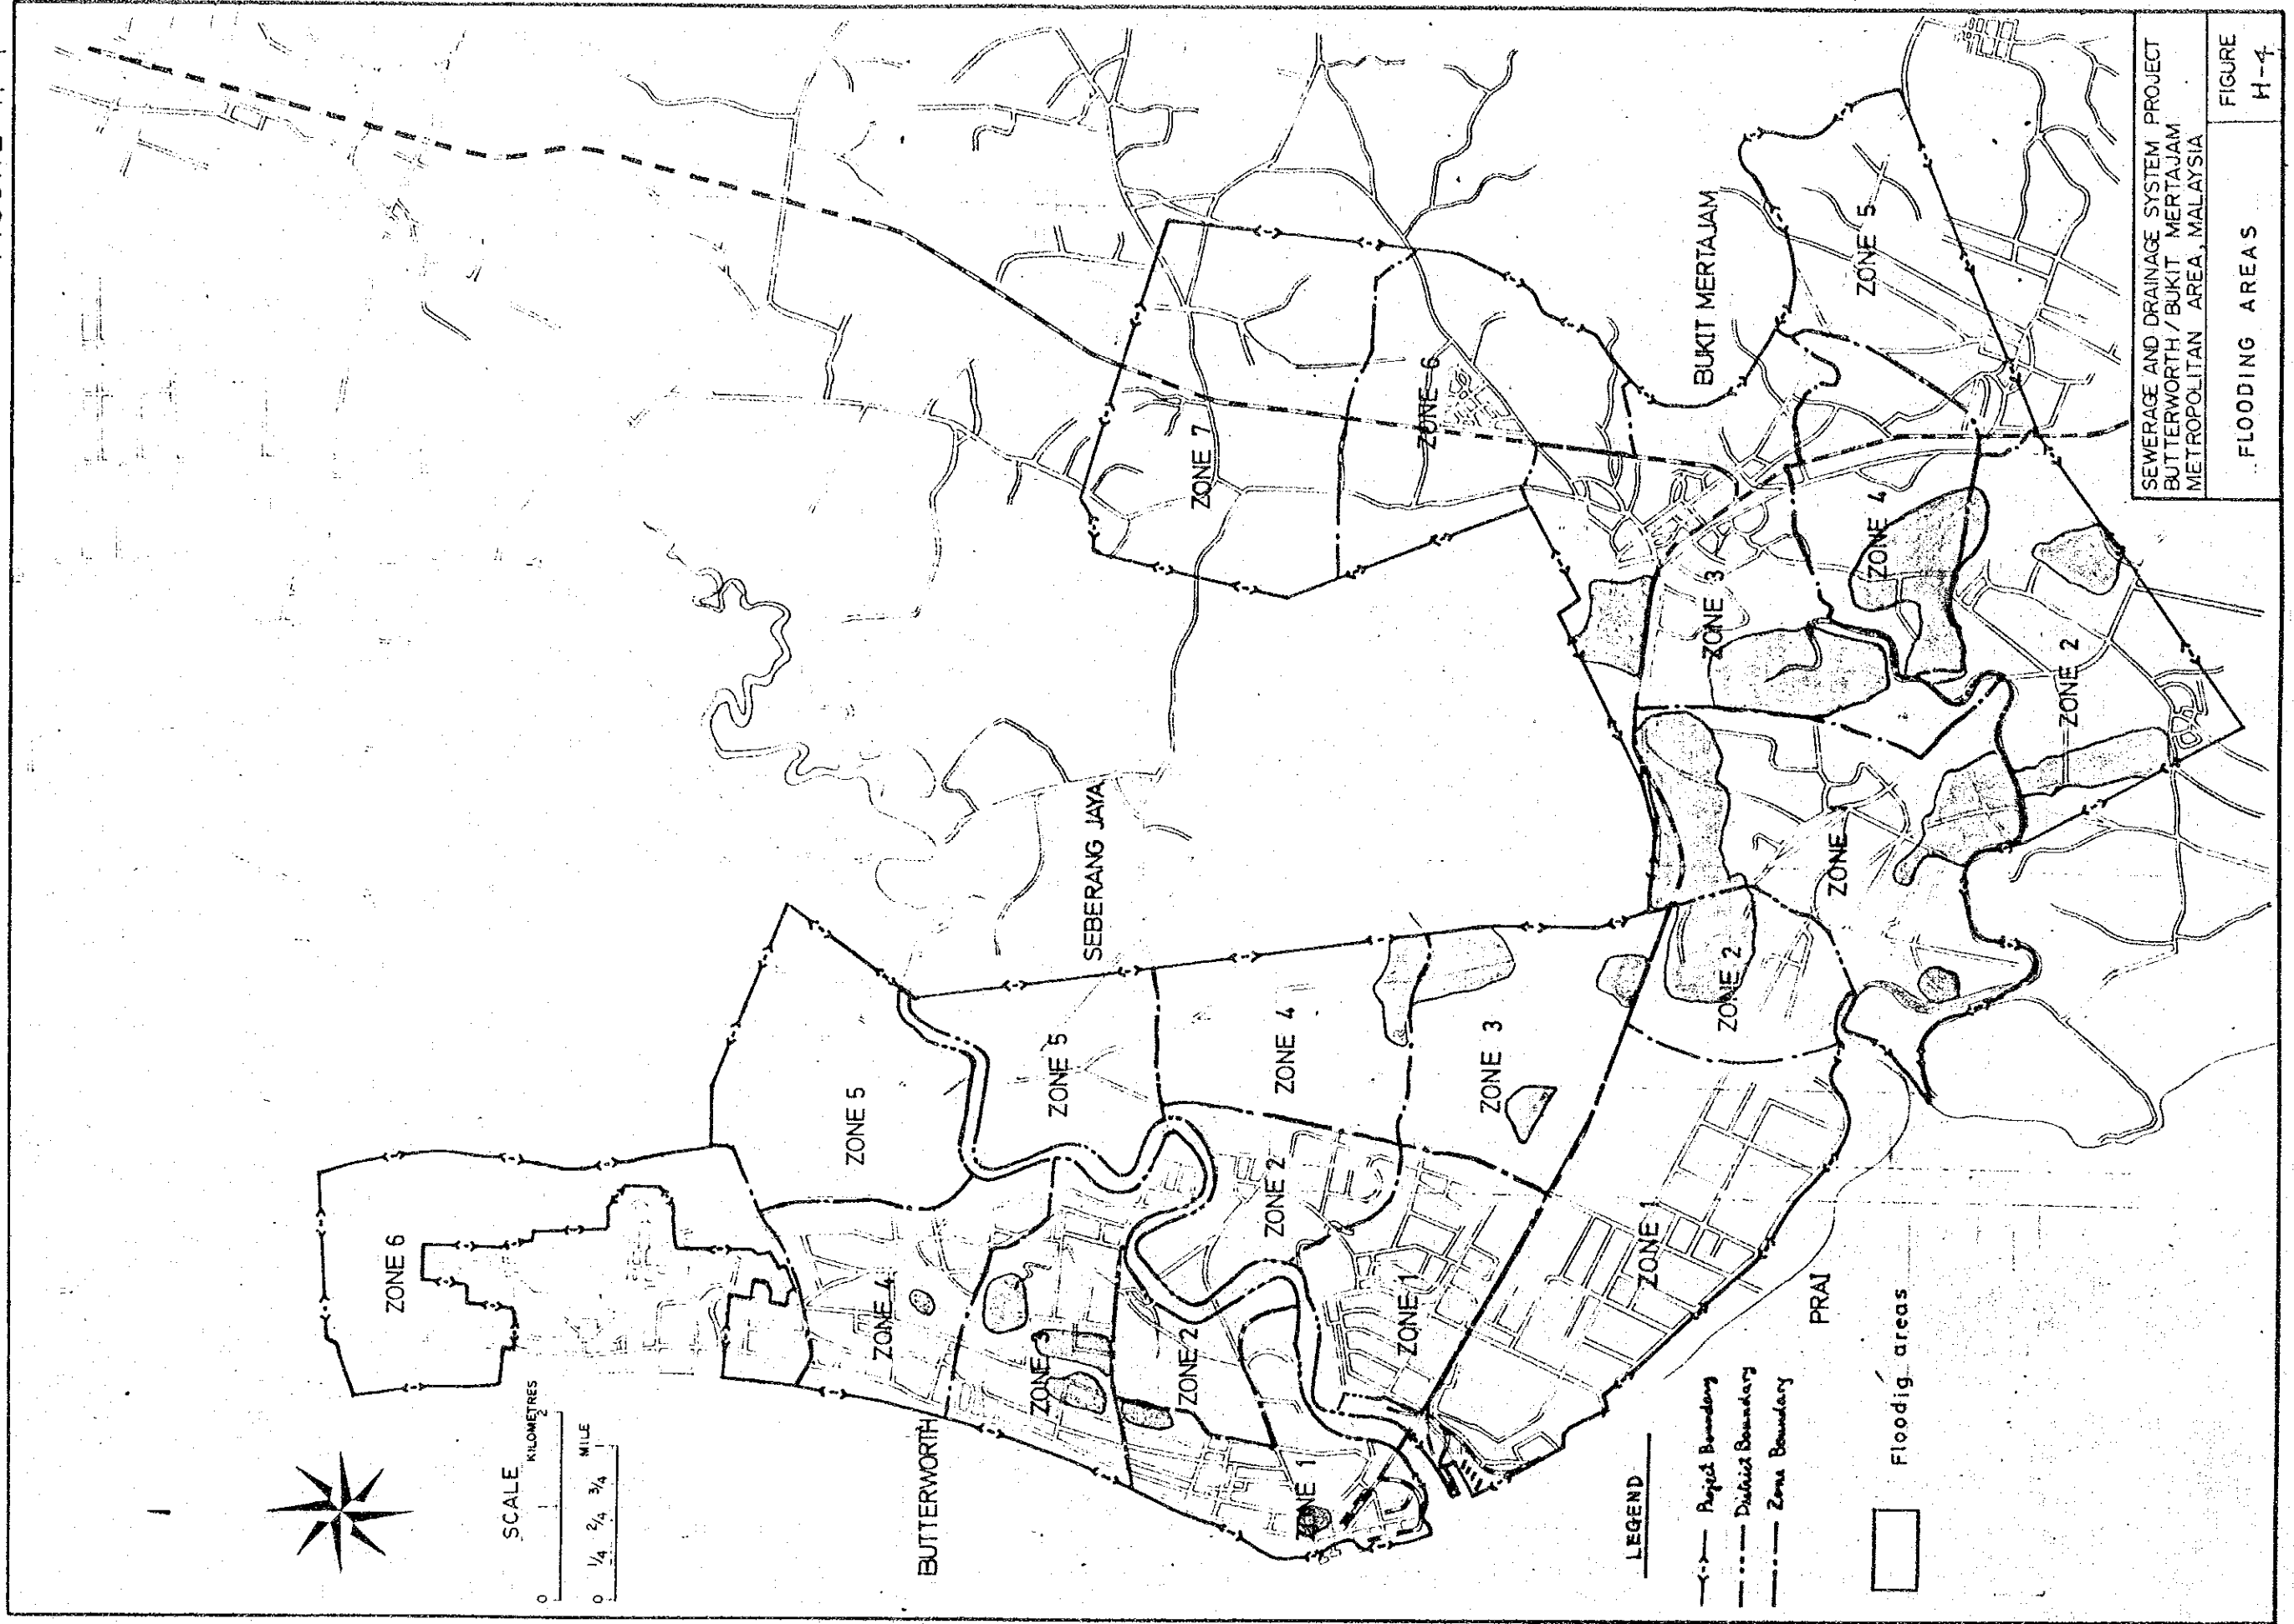 SEWERAGE AND DRAINAGE SYSTEM PROJECT
BUTTERWORTH / BUKIT MERTAJAM
METROPOLITAN AREA, MALAYSIA
FIGURE
H-4
FLOODING AREAS
SCALE
KILOMETRES
0 2
MILE
0 1/4 2/4 3/4
BUTTERWORTH
ZONE 6
ZONE 5
ZONE 4
ZONE 3
ZONE 2
ZONE 1
SEBERANG JAYA
ZONE 5
ZONE 4
ZONE 3
ZONE 2
ZONE 1
PRAI
ZONE 1
ZONE 2
BUKIT MERTAJAM
ZONE 7
ZONE 6
ZONE 5
ZONE 4
ZONE 3
ZONE 2
ZONE
LEGEND
Project Boundary
District Boundary
Zone Boundary
Floodig areas